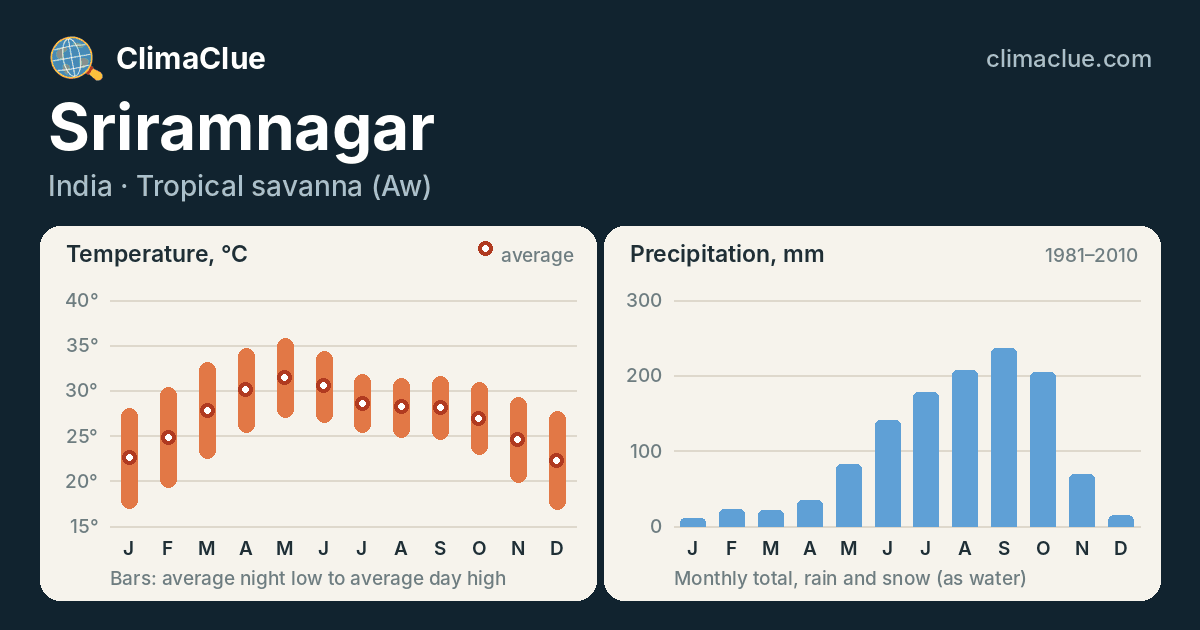 ClimaClue
climaclue.com
Sriramnagar
India · Tropical savanna (Aw)
Temperature, °C
average
40°
35°
30°
25°
20°
15°
J F M A M J J A S O N D
Bars: average night low to average day high
Precipitation, mm
1981–2010
300
200
100
0
J F M A M J J A S O N D
Monthly total, rain and snow (as water)